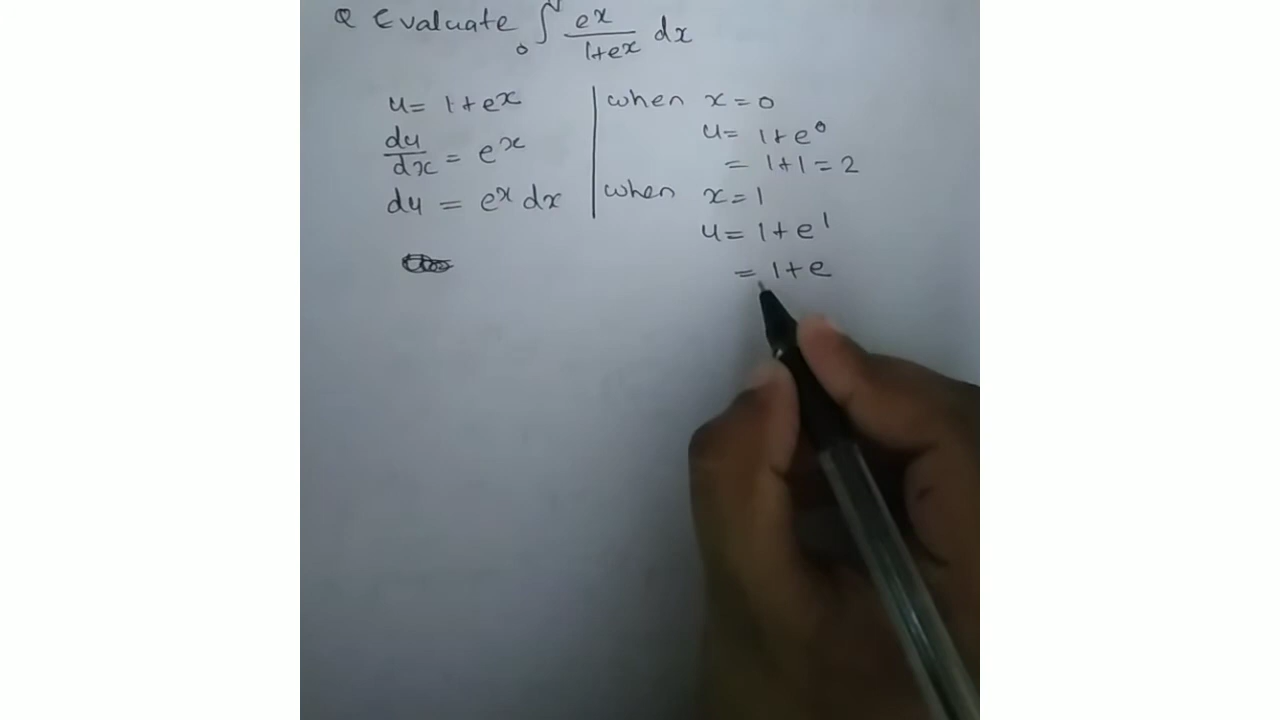 Q Evaluate ₀∫¹ eˣ/(1+eˣ) dx
u = 1+eˣ
du/dx = eˣ
du = eˣ dx
when x = 0
u = 1+e⁰
= 1+1 = 2
when x = 1
u = 1+e¹
= 1+e